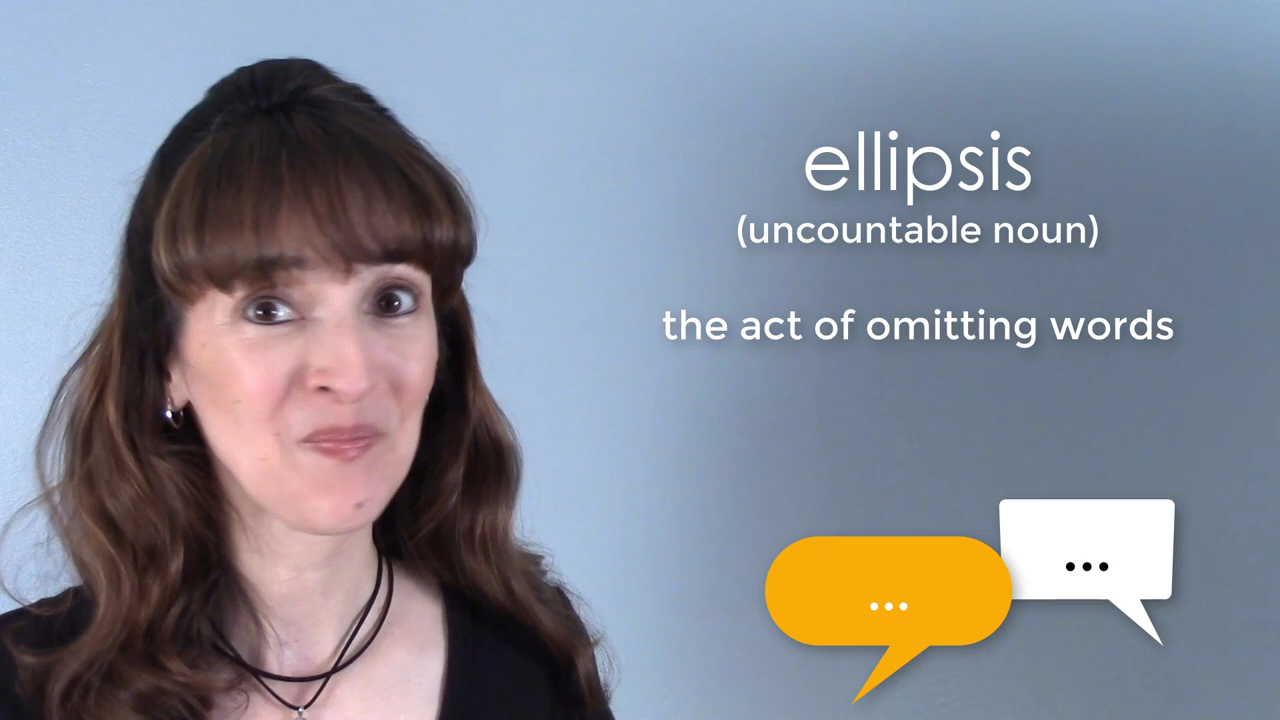 ellipsis
(uncountable noun)
the act of omitting words
...
...